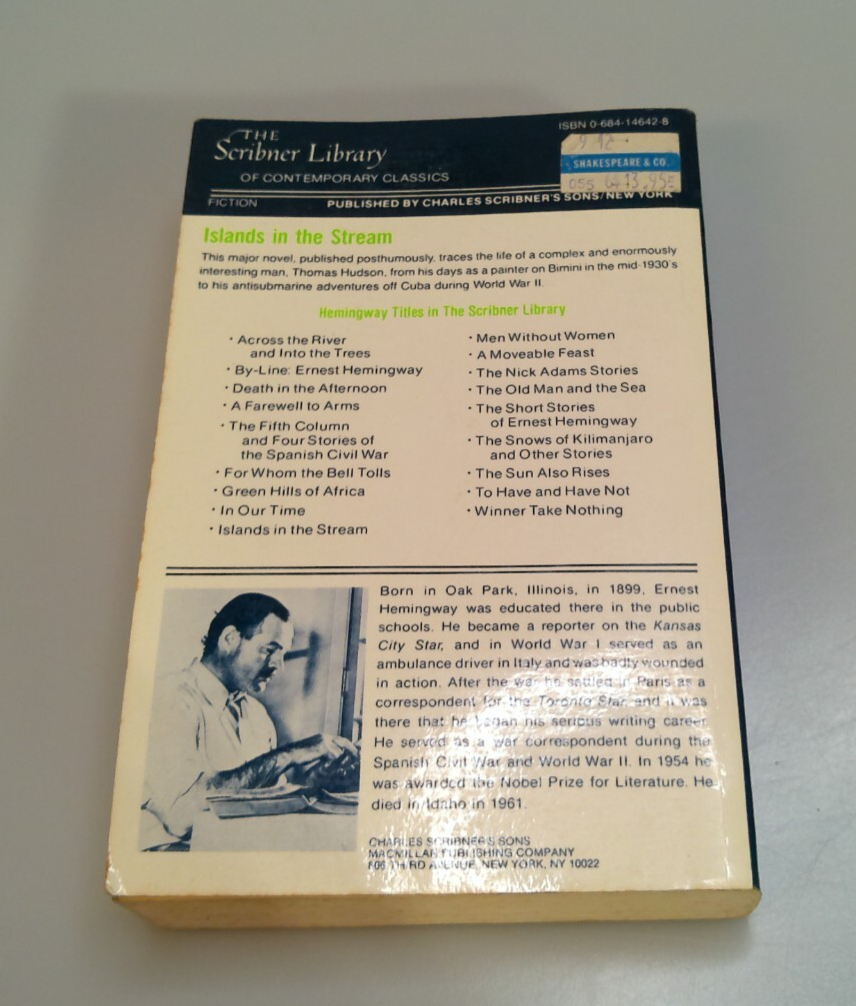 THE
Scribner Library
OF CONTEMPORARY CLASSICS
ISBN 0-684-14642-8
SHAKESPEARE & CO.
FICTION
PUBLISHED BY CHARLES SCRIBNER'S SONS/NEW YORK
Islands in the Stream
This major novel, published posthumously, traces the life of a complex and enormously
interesting man, Thomas Hudson, from his days as a painter on Bimini in the mid-1930's
to his antisubmarine adventures off Cuba during World War II.
Hemingway Titles in The Scribner Library
· Across the River
and Into the Trees
· By-Line: Ernest Hemingway
· Death in the Afternoon
· A Farewell to Arms
· The Fifth Column
and Four Stories of
the Spanish Civil War
· For Whom the Bell Tolls
· Green Hills of Africa
· In Our Time
· Islands in the Stream
· Men Without Women
· A Moveable Feast
· The Nick Adams Stories
· The Old Man and the Sea
· The Short Stories
of Ernest Hemingway
· The Snows of Kilimanjaro
and Other Stories
· The Sun Also Rises
· To Have and Have Not
· Winner Take Nothing
Born in Oak Park, Illinois, in 1899, Ernest
Hemingway was educated there in the public
schools. He became a reporter on the Kansas
City Star, and in World War I served as an
ambulance driver in Italy and was badly wounded
in action. After the war he settled in Paris as a
correspondent for the Toronto Star, and it was
there that he began his serious writing career.
He served as a war correspondent during the
Spanish Civil War and World War II. In 1954 he
was awarded the Nobel Prize for Literature. He
died in Idaho in 1961.
CHARLES SCRIBNER'S SONS
MACMILLAN PUBLISHING COMPANY
THIRD AVENUE, NEW YORK, NY 10022